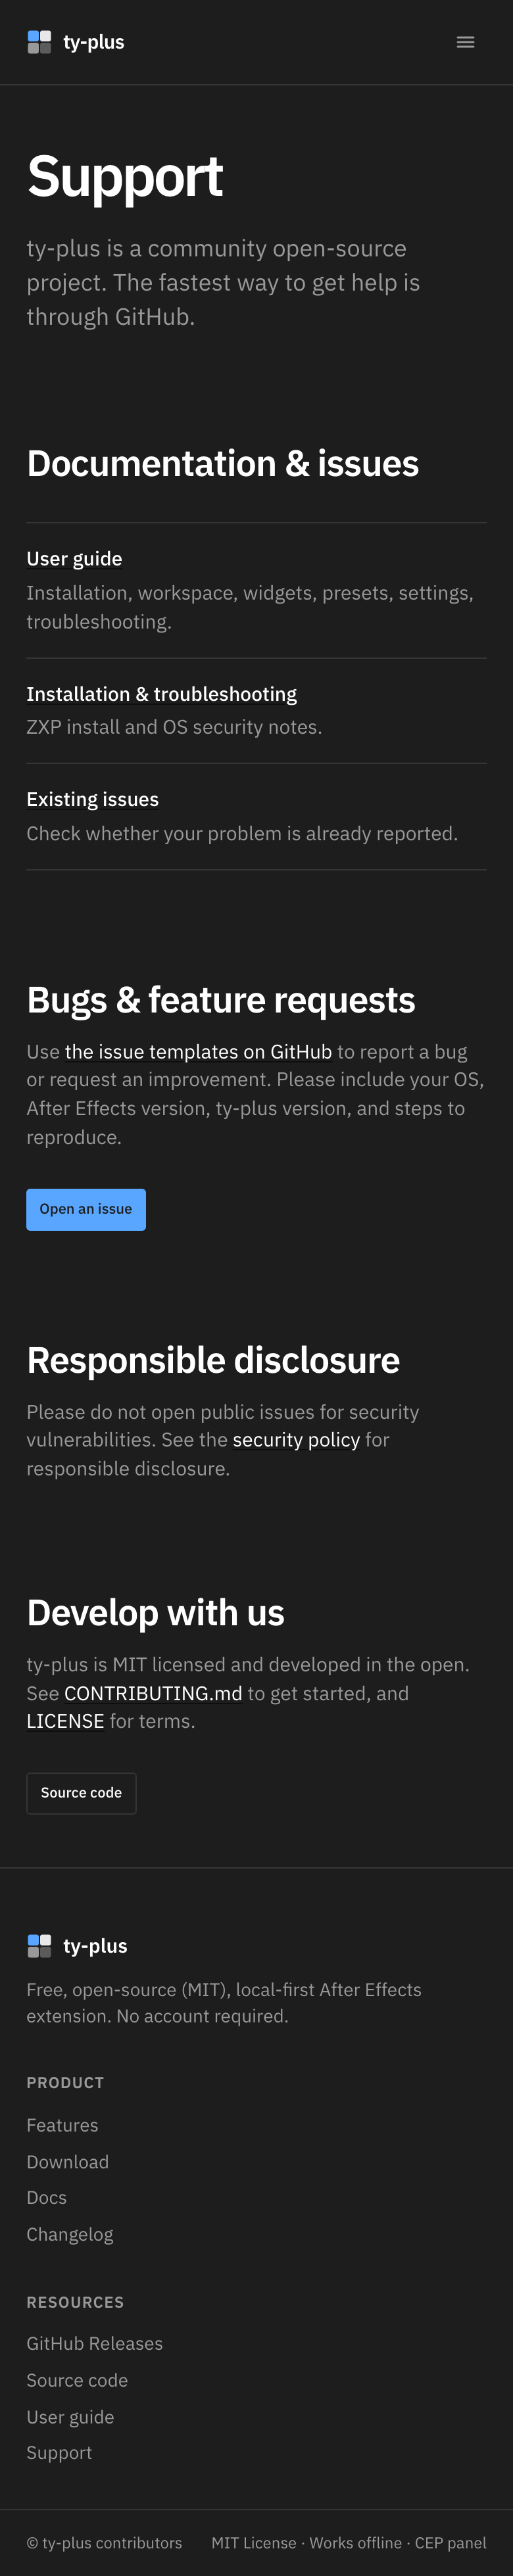 ty-plus
Support
ty-plus is a community open-source
project. The fastest way to get help is
through GitHub.
Documentation & issues
User guide
Installation, workspace, widgets, presets, settings,
troubleshooting.
Installation & troubleshooting
ZXP install and OS security notes.
Existing issues
Check whether your problem is already reported.
Bugs & feature requests
Use the issue templates on GitHub to report a bug
or request an improvement. Please include your OS,
After Effects version, ty-plus version, and steps to
reproduce.
Open an issue
Responsible disclosure
Please do not open public issues for security
vulnerabilities. See the security policy for
responsible disclosure.
Develop with us
ty-plus is MIT licensed and developed in the open.
See CONTRIBUTING.md to get started, and
LICENSE for terms.
Source code
ty-plus
Free, open-source (MIT), local-first After Effects
extension. No account required.
PRODUCT
Features
Download
Docs
Changelog
RESOURCES
GitHub Releases
Source code
User guide
Support
© ty-plus contributors MIT License · Works offline · CEP panel